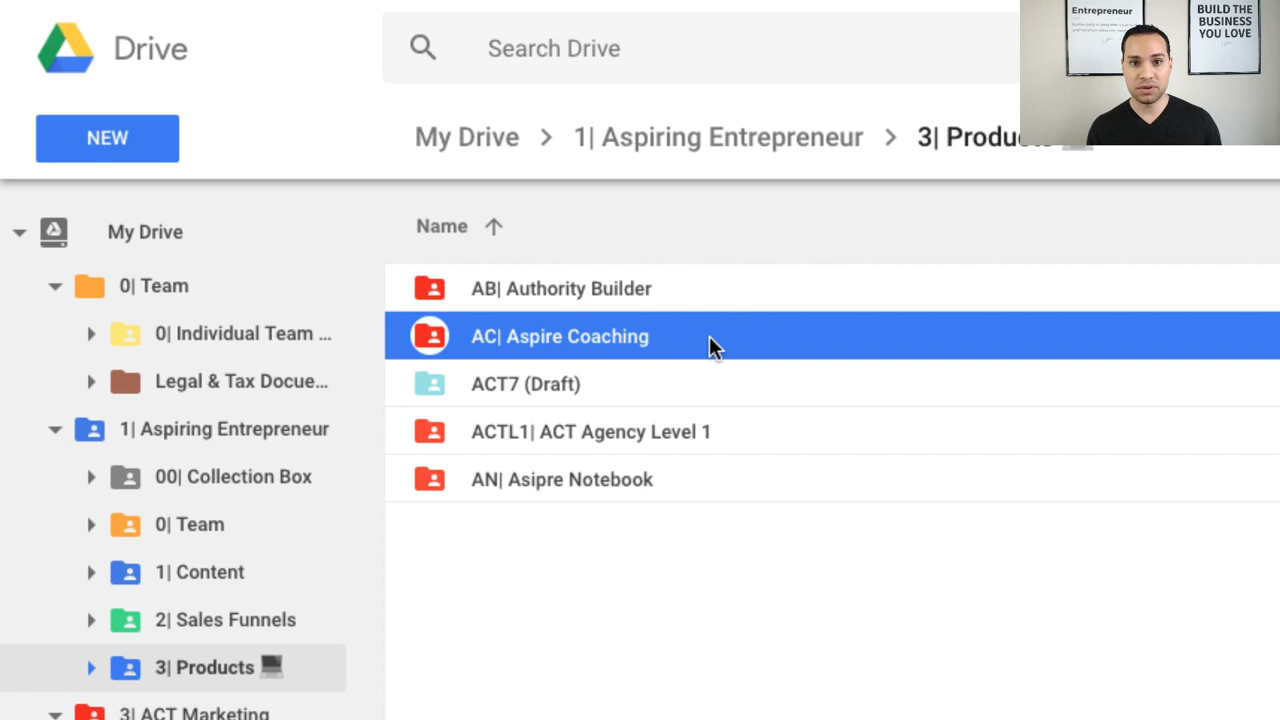 Drive
Search Drive
Entrepreneur
BUILD THE
BUSINESS
YOU LOVE
NEW
My Drive > 1| Aspiring Entrepreneur > 3|
My Drive
0| Team
0| Individual Team ...
Legal & Tax Docue...
1| Aspiring Entrepreneur
00| Collection Box
0| Team
1| Content
2| Sales Funnels
3| Products
3| ACT Marketing
Name
AB| Authority Builder
AC| Aspire Coaching
ACT7 (Draft)
ACTL1| ACT Agency Level 1
AN| Asipre Notebook